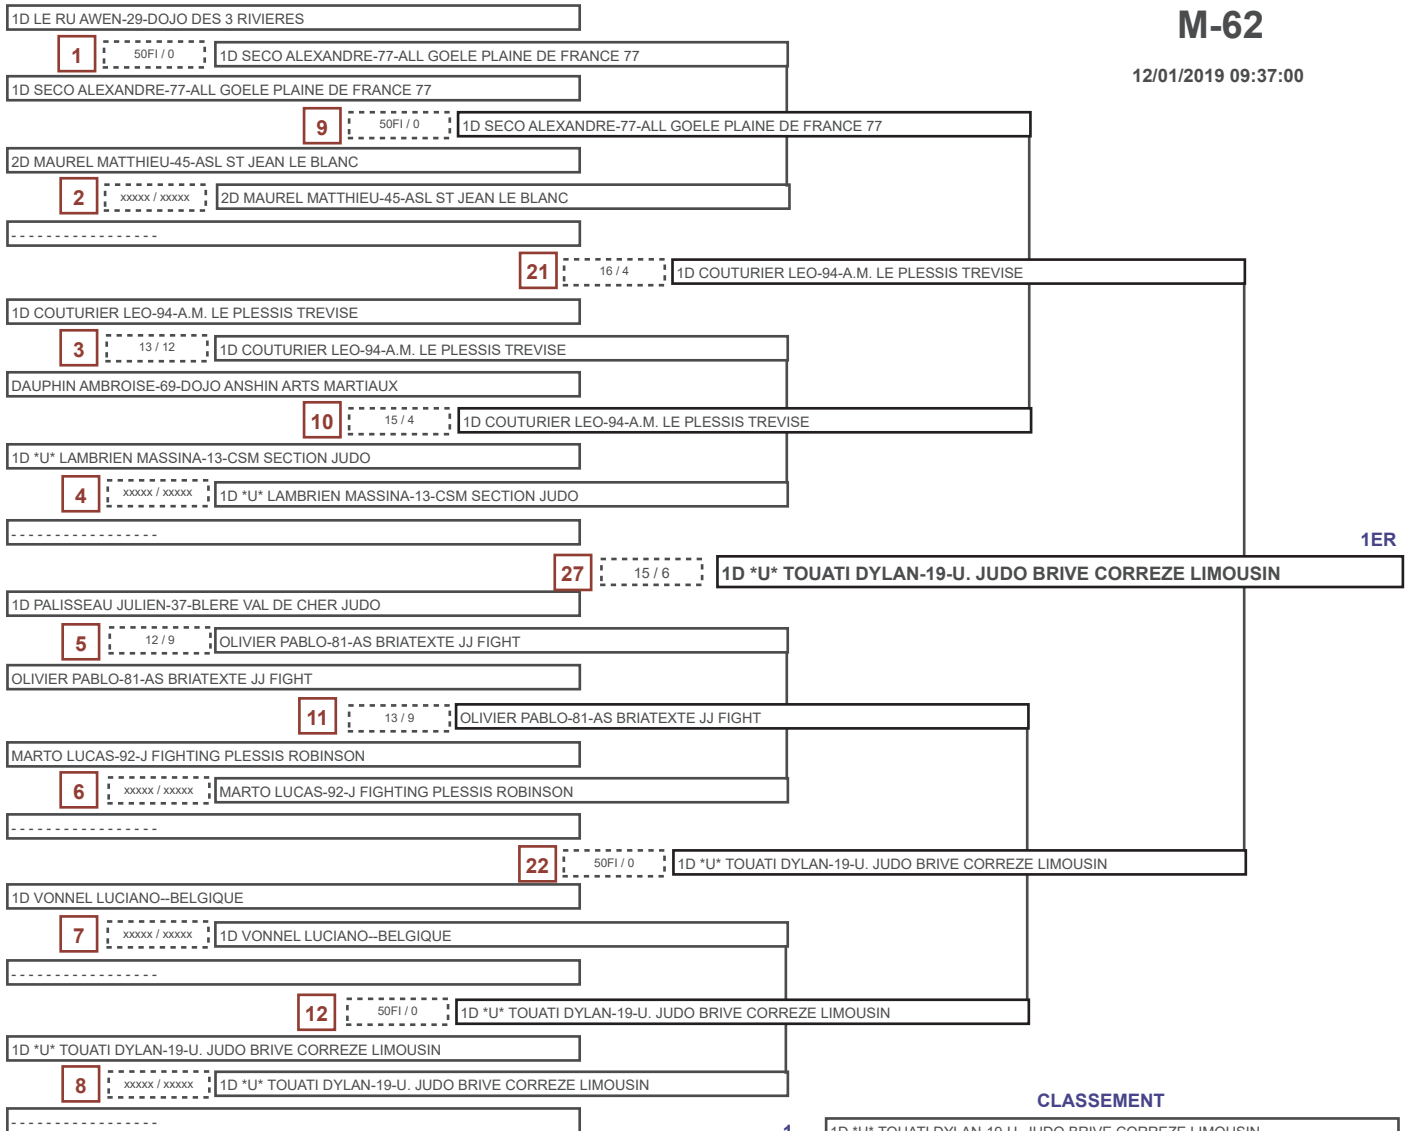 1D LE RU AWEN-29-DOJO DES 3 RIVIERES
M-62
1 50FI / 0 1D SECO ALEXANDRE-77-ALL GOELE PLAINE DE FRANCE 77
12/01/2019 09:37:00
1D SECO ALEXANDRE-77-ALL GOELE PLAINE DE FRANCE 77
9 50FI / 0 1D SECO ALEXANDRE-77-ALL GOELE PLAINE DE FRANCE 77
2D MAUREL MATTHIEU-45-ASL ST JEAN LE BLANC
2 xxxxx / xxxxx 2D MAUREL MATTHIEU-45-ASL ST JEAN LE BLANC
- - - - - - - - - - - - - - - - -
21 16 / 4 1D COUTURIER LEO-94-A.M. LE PLESSIS TREVISE
1D COUTURIER LEO-94-A.M. LE PLESSIS TREVISE
3 13 / 12 1D COUTURIER LEO-94-A.M. LE PLESSIS TREVISE
DAUPHIN AMBROISE-69-DOJO ANSHIN ARTS MARTIAUX
10 15 / 4 1D COUTURIER LEO-94-A.M. LE PLESSIS TREVISE
1D *U* LAMBRIEN MASSINA-13-CSM SECTION JUDO
4 xxxxx / xxxxx 1D *U* LAMBRIEN MASSINA-13-CSM SECTION JUDO
- - - - - - - - - - - - - - - - -
1ER
27 15 / 6 1D *U* TOUATI DYLAN-19-U. JUDO BRIVE CORREZE LIMOUSIN
1D PALISSEAU JULIEN-37-BLERE VAL DE CHER JUDO
5 12 / 9 OLIVIER PABLO-81-AS BRIATEXTE JJ FIGHT
OLIVIER PABLO-81-AS BRIATEXTE JJ FIGHT
11 13 / 9 OLIVIER PABLO-81-AS BRIATEXTE JJ FIGHT
MARTO LUCAS-92-J FIGHTING PLESSIS ROBINSON
6 xxxxx / xxxxx MARTO LUCAS-92-J FIGHTING PLESSIS ROBINSON
- - - - - - - - - - - - - - - - -
22 50FI / 0 1D *U* TOUATI DYLAN-19-U. JUDO BRIVE CORREZE LIMOUSIN
1D VONNEL LUCIANO--BELGIQUE
7 xxxxx / xxxxx 1D VONNEL LUCIANO--BELGIQUE
- - - - - - - - - - - - - - - - -
12 50FI / 0 1D *U* TOUATI DYLAN-19-U. JUDO BRIVE CORREZE LIMOUSIN
1D *U* TOUATI DYLAN-19-U. JUDO BRIVE CORREZE LIMOUSIN
8 xxxxx / xxxxx 1D *U* TOUATI DYLAN-19-U. JUDO BRIVE CORREZE LIMOUSIN
CLASSEMENT
- - - - - - - - - - - - - - - - -
1 1D *U* TOUATI DYLAN-19-U. JUDO BRIVE CORREZE LIMOUSIN